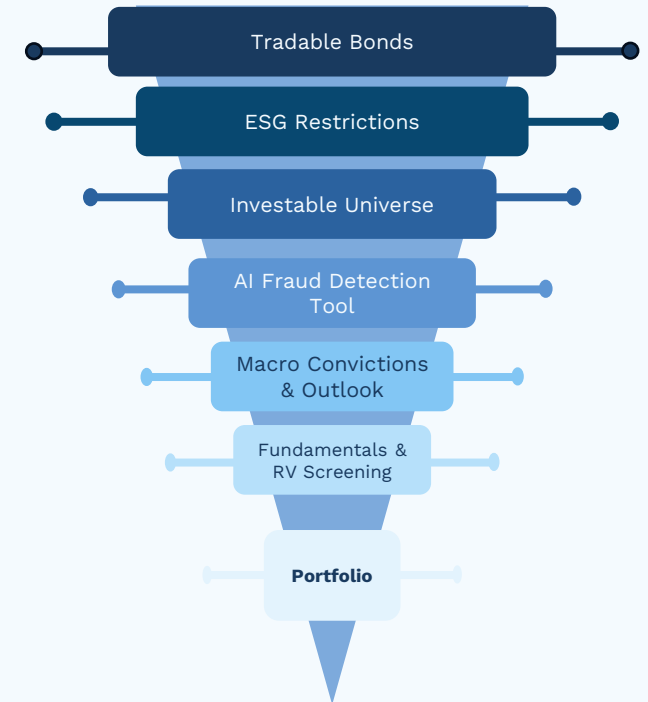 Tradable Bonds
ESG Restrictions
Investable Universe
AI Fraud Detection
Tool
Macro Convictions
& Outlook
Fundamentals &
RV Screening
Portfolio